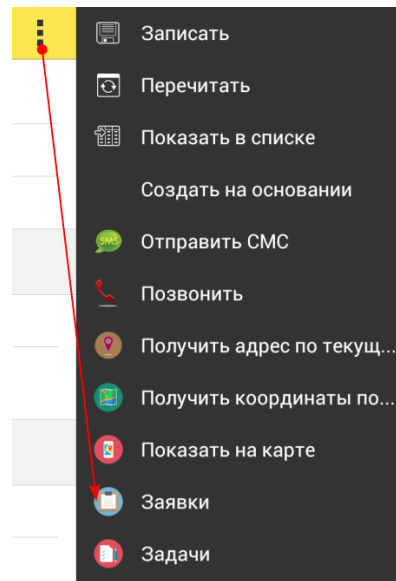 Записать
Перечитать
Показать в списке
Создать на основании
SMS
Отправить СМС
Позвонить
Получить адрес по текущ...
Получить координаты по...
Показать на карте
Заявки
Задачи